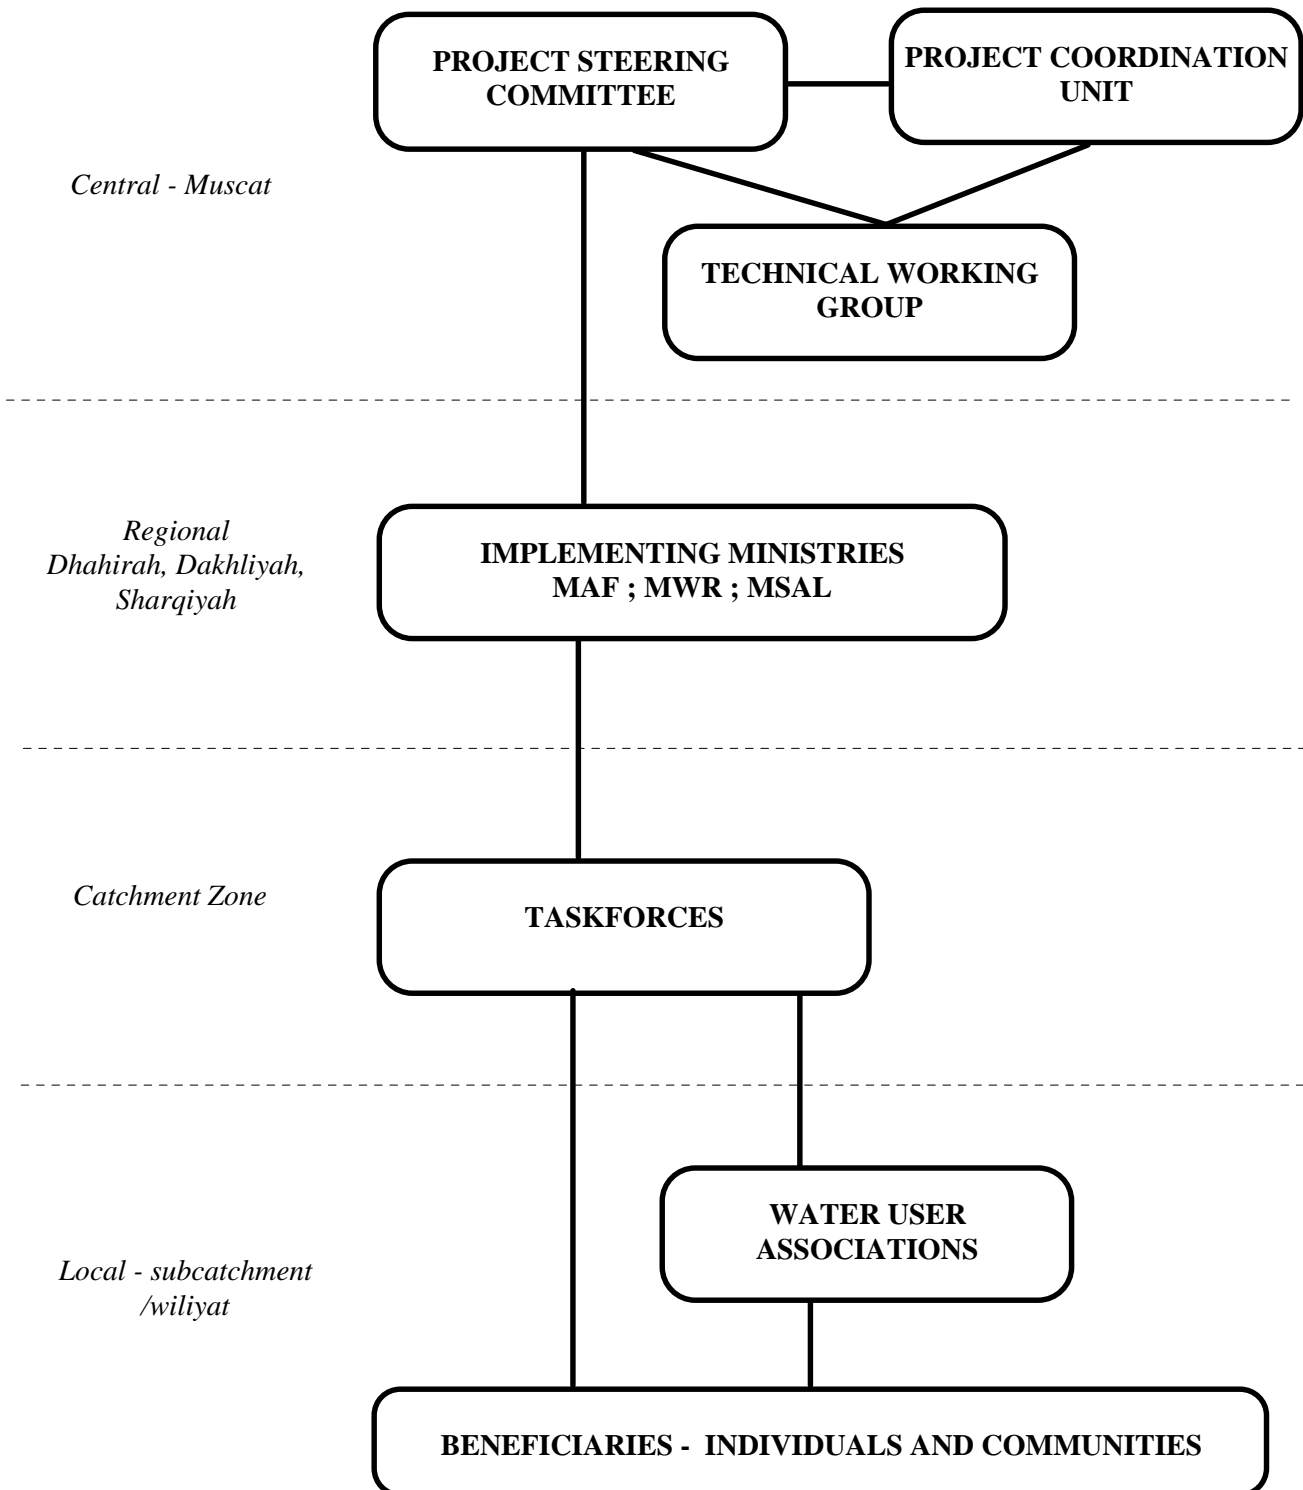 PROJECT STEERING
COMMITTEE
PROJECT COORDINATION
UNIT
Central - Muscat
TECHNICAL WORKING
GROUP
Regional
Dhahirah, Dakhliyah,
Sharqiyah
IMPLEMENTING MINISTRIES
MAF ; MWR ; MSAL
Catchment Zone
TASKFORCES
WATER USER
ASSOCIATIONS
Local - subcatchment
/wiliyat
BENEFICIARIES - INDIVIDUALS AND COMMUNITIES